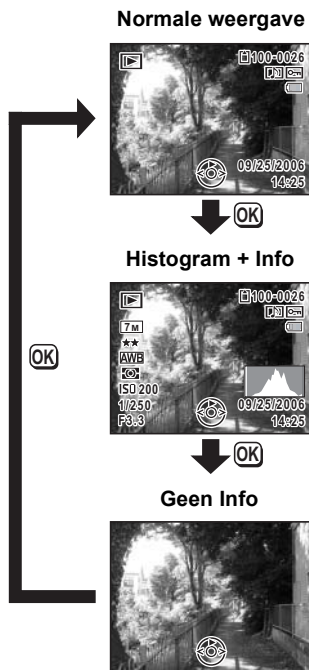 Normale weergave
100-0026
09/25/2006
14:25
OK
Histogram + Info
100-0026
7M
AWB
ISO 200
1/250
F3.3
09/25/2006
14:25
OK
OK
Geen Info